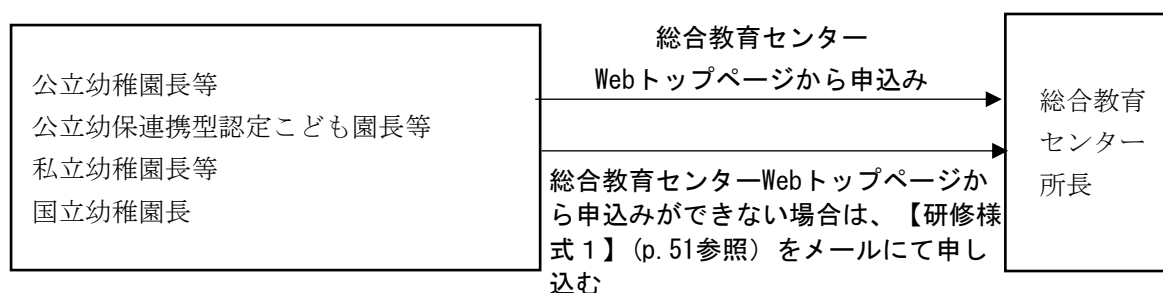 公立幼稚園長等
公立幼保連携型認定こども園長等
私立幼稚園長等
国立幼稚園長
総合教育センター
Webトップページから申込み
総合教育センターWebトップページか
ら申込みができない場合は、【研修様
式１】(p.51参照）をメールにて申し
込む
総合教育
センター
所長